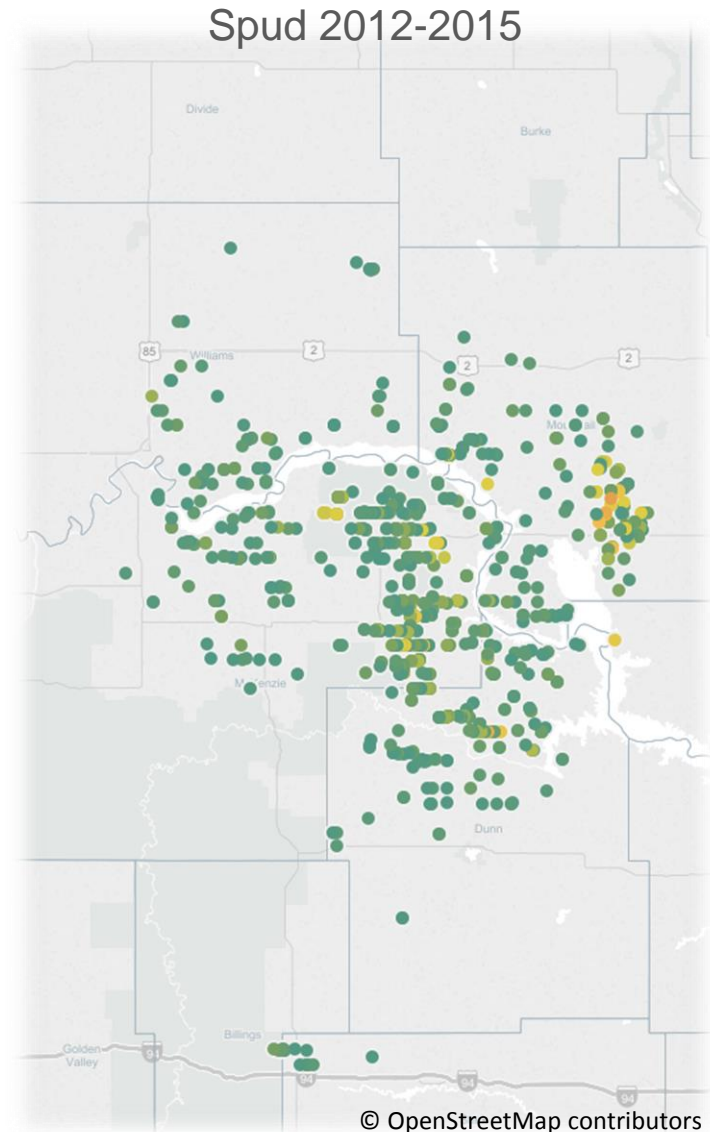 Spud 2012-2015
Divide
Burke
85
Williams
2
2
2
McKenzie
Dunn
Billings
Golden
Valley
94
94
94
94
© OpenStreetMap contributors